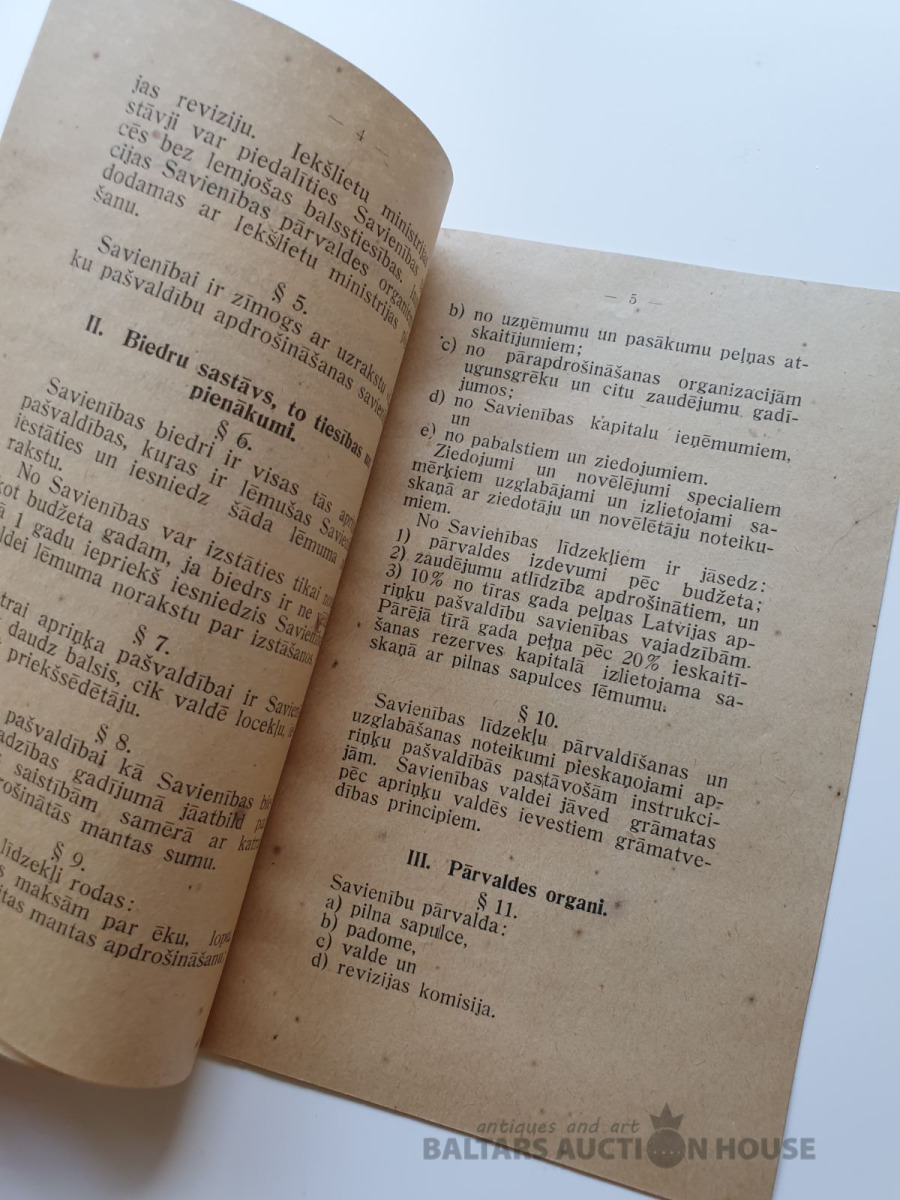 — 4 —
jas reviziju. Iekšlietu ministrijas
stāvji var piedalīties Savienības
cēs bez lemjošas balsstiesības.
cijas Savienības pārvaldes organiem
dodamas ar Iekšlietu ministrijas
šanu.
§ 5.
Savienībai ir zīmogs ar uzrakstu
ku pašvaldību apdrošināšanas
II. Biedru sastāvs, to tiesības un
pienākumi.
§ 6.
Savienības biedri ir visas tās
pašvaldības, kuŗas ir lēmušas
iestāties un iesniedz šāda lēmuma
rakstu.
No Savienības var izstāties tikai
budžeta gadam, ja biedrs ir ne
1 gadu iepriekš iesniedzis
lēmuma norakstu par izstāšanos
§ 7.
apriņķa pašvaldībai ir
daudz balsis, cik valdē locekļu,
priekšsēdētāju.
§ 8.
pašvaldībai kā Savienības
gadījumā jāatbild
saistībām samērā ar
mantas sumu.
§ 9.
līdzekļi rodas:
maksām par ēku,
mantas
— 5 —
b) no uzņēmumu un pasākumu peļņas at-
skaitījumiem;
c) no pārapdrošināšanas organizacijām
ugunsgrēku un citu zaudējumu gadī-
jumos;
d) no Savienības kapitalu ieņēmumiem,
un
e) no pabalstiem un ziedojumiem.
Ziedojumi un novēlējumi specialiem
mērķiem uzglabājami un izlietojami sa-
skaņā ar ziedotāju un novēlētāju noteiku-
miem.
No Savienības līdzekļiem ir jāsedz:
1) pārvaldes izdevumi pēc budžeta;
2) zaudējumu atlīdzība apdrošinātiem, un
3) 10% no tīras gada peļņas Latvijas ap-
riņķu pašvaldību savienības vajadzībām.
Pārējā tīrā gada peļņa pēc 20% ieskaitī-
šanas rezerves kapitalā izlietojama sa-
skaņā ar pilnas sapulces lēmumu.
§ 10.
Savienības līdzekļu pārvaldīšanas un
uzglabāšanas noteikumi pieskaņojami ap-
riņķu pašvaldībās pastāvošām instrukci-
jām. Savienības valdei jāved grāmatas
pēc apriņķu valdēs ievestiem grāmatve-
dības principiem.
III. Pārvaldes organi.
§ 11.
Savienību pārvalda:
a) pilna sapulce,
b) padome,
c) valde un
d) revizijas komisija.
antiques and art
BALTARS AUCTION HOUSE